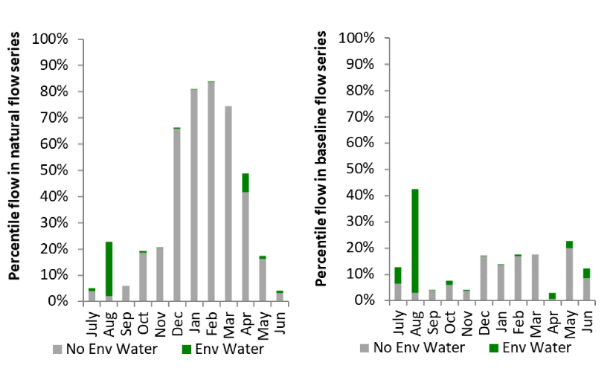 Percentile flow in natural flow series
100%
90%
80%
70%
60%
50%
40%
30%
20%
10%
0%
July
Aug
Sep
Oct
Nov
Dec
Jan
Feb
Mar
Apr
May
Jun
No Env Water
Env Water
Percentile flow in baseline flow series
100%
90%
80%
70%
60%
50%
40%
30%
20%
10%
0%
July
Aug
Sep
Oct
Nov
Dec
Jan
Feb
Mar
Apr
May
Jun
No Env Water
Env Water